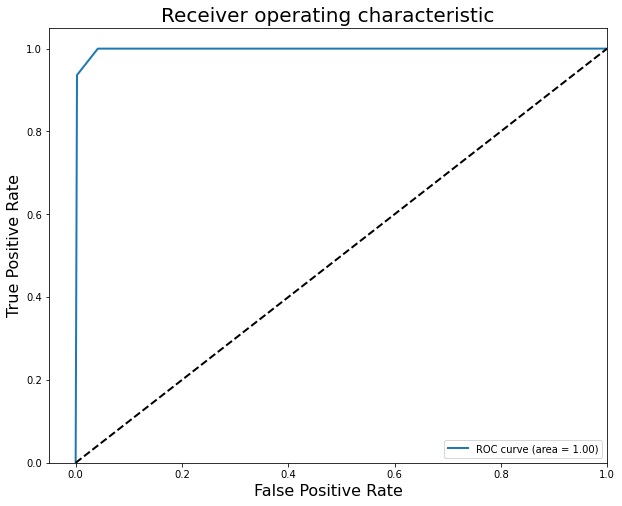 Receiver operating characteristic
1.0
0.8
0.6
0.4
0.2
0.0
True Positive Rate
0.0 0.2 0.4 0.6 0.8 1.0
False Positive Rate
ROC curve (area = 1.00)